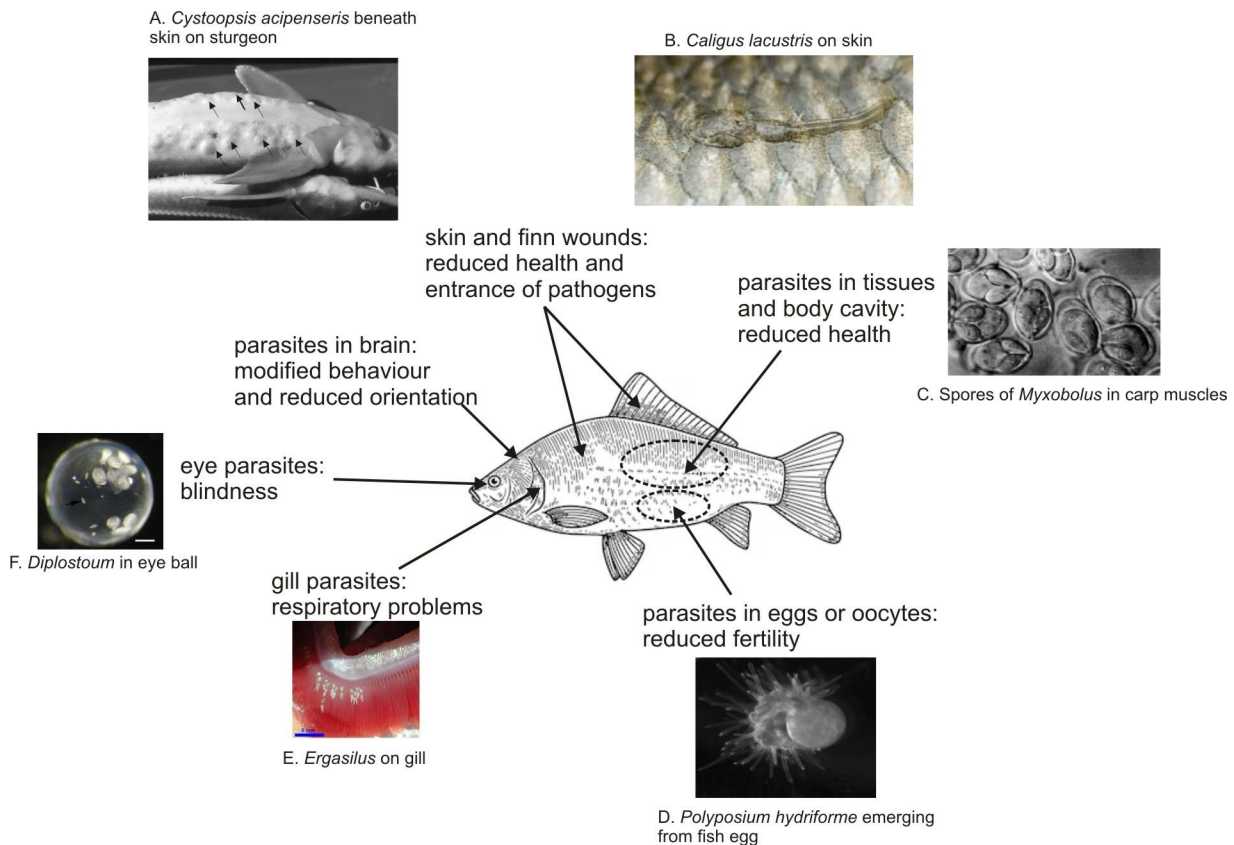 A. Cystoopsis acipenseris beneath
skin on sturgeon
B. Caligus lacustris on skin
skin and finn wounds:
reduced health and
entrance of pathogens
parasites in tissues
and body cavity:
reduced health
parasites in brain:
modified behaviour
and reduced orientation
C. Spores of Myxobolus in carp muscles
eye parasites:
blindness
F. Diplostoum in eye ball
gill parasites:
respiratory problems
parasites in eggs or oocytes:
reduced fertility
E. Ergasilus on gill
D. Polyposium hydriforme emerging
from fish egg